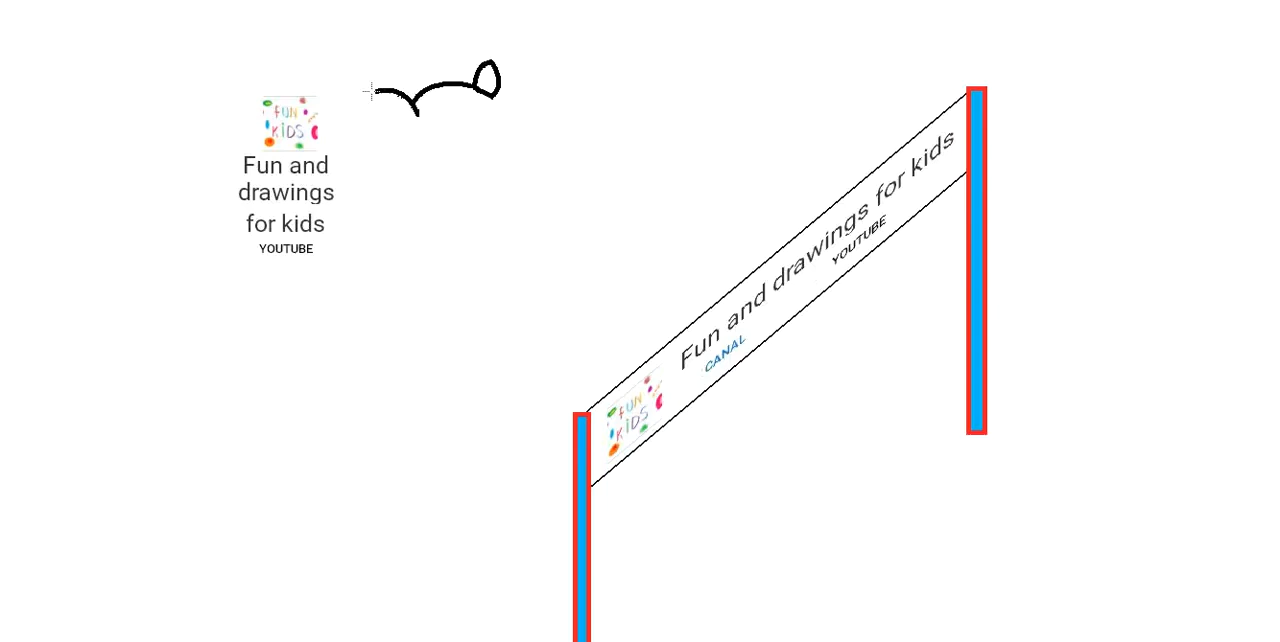 FUN
KiDS
Fun and
drawings
for kids
YOUTUBE
Fun and drawings for kids
CANAL
YOUTUBE
FUN
KiDS